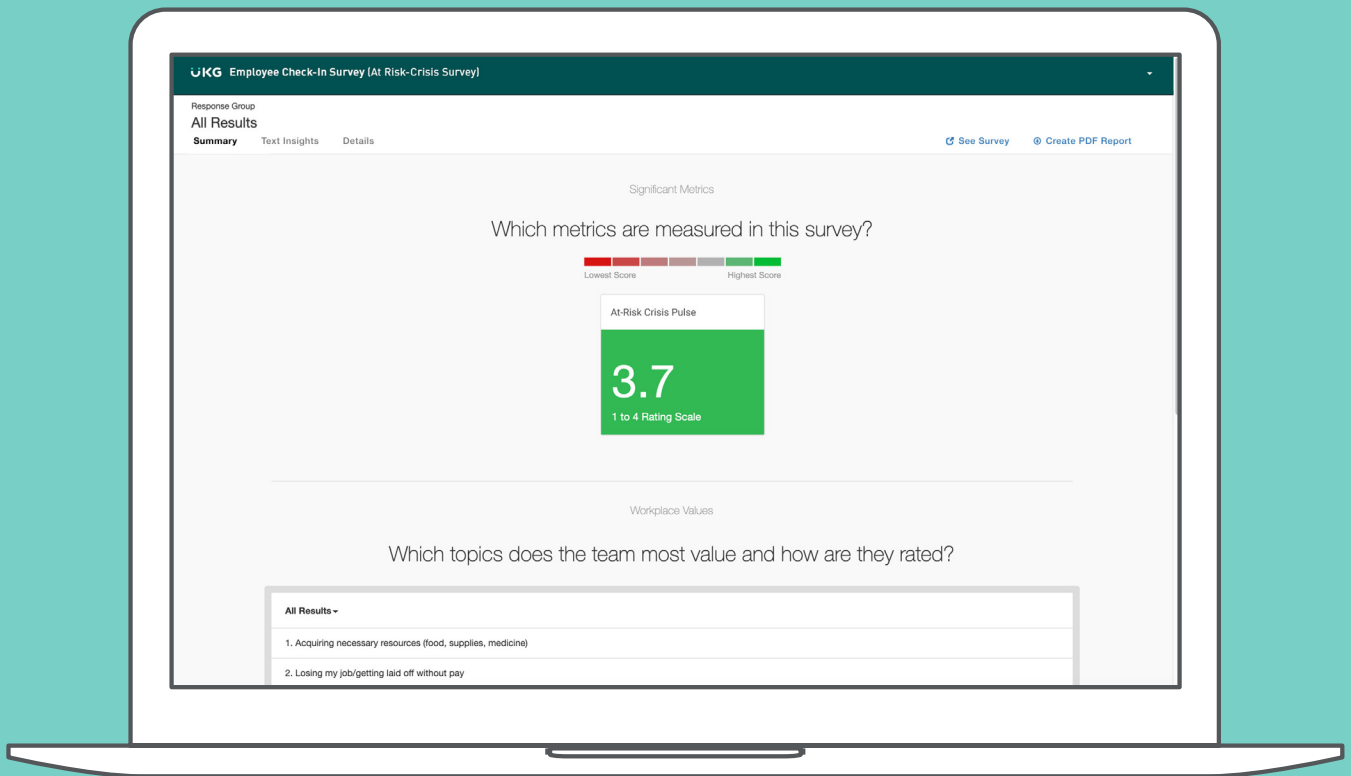 UKG Employee Check-In Survey (At Risk-Crisis Survey)
Response Group
All Results
Summary Text Insights Details See Survey Create PDF Report
Significant Metrics
Which metrics are measured in this survey?
Lowest Score Highest Score
At-Risk Crisis Pulse
3.7
1 to 4 Rating Scale
Workplace Values
Which topics does the team most value and how are they rated?
All Results
1. Acquiring necessary resources (food, supplies, medicine)
2. Losing my job/getting laid off without pay